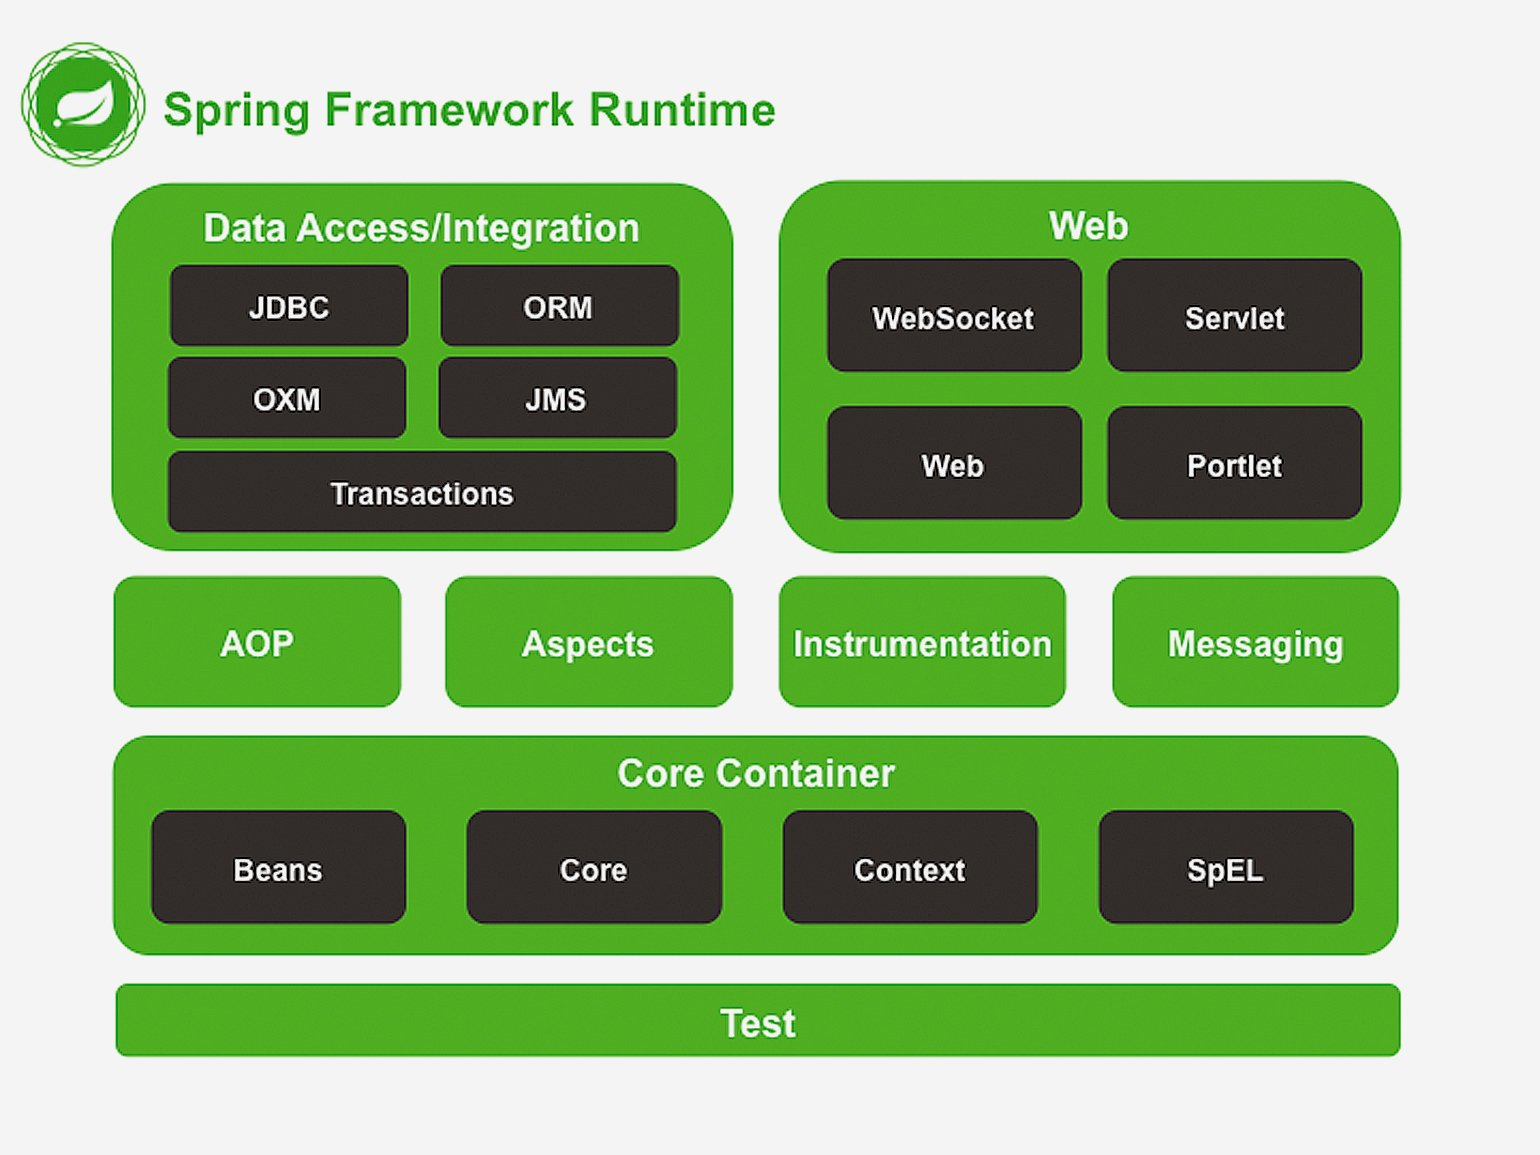 Spring Framework Runtime
Data Access/Integration
JDBC
ORM
OXM
JMS
Transactions
Web
WebSocket
Servlet
Web
Portlet
AOP
Aspects
Instrumentation
Messaging
Core Container
Beans
Core
Context
SpEL
Test